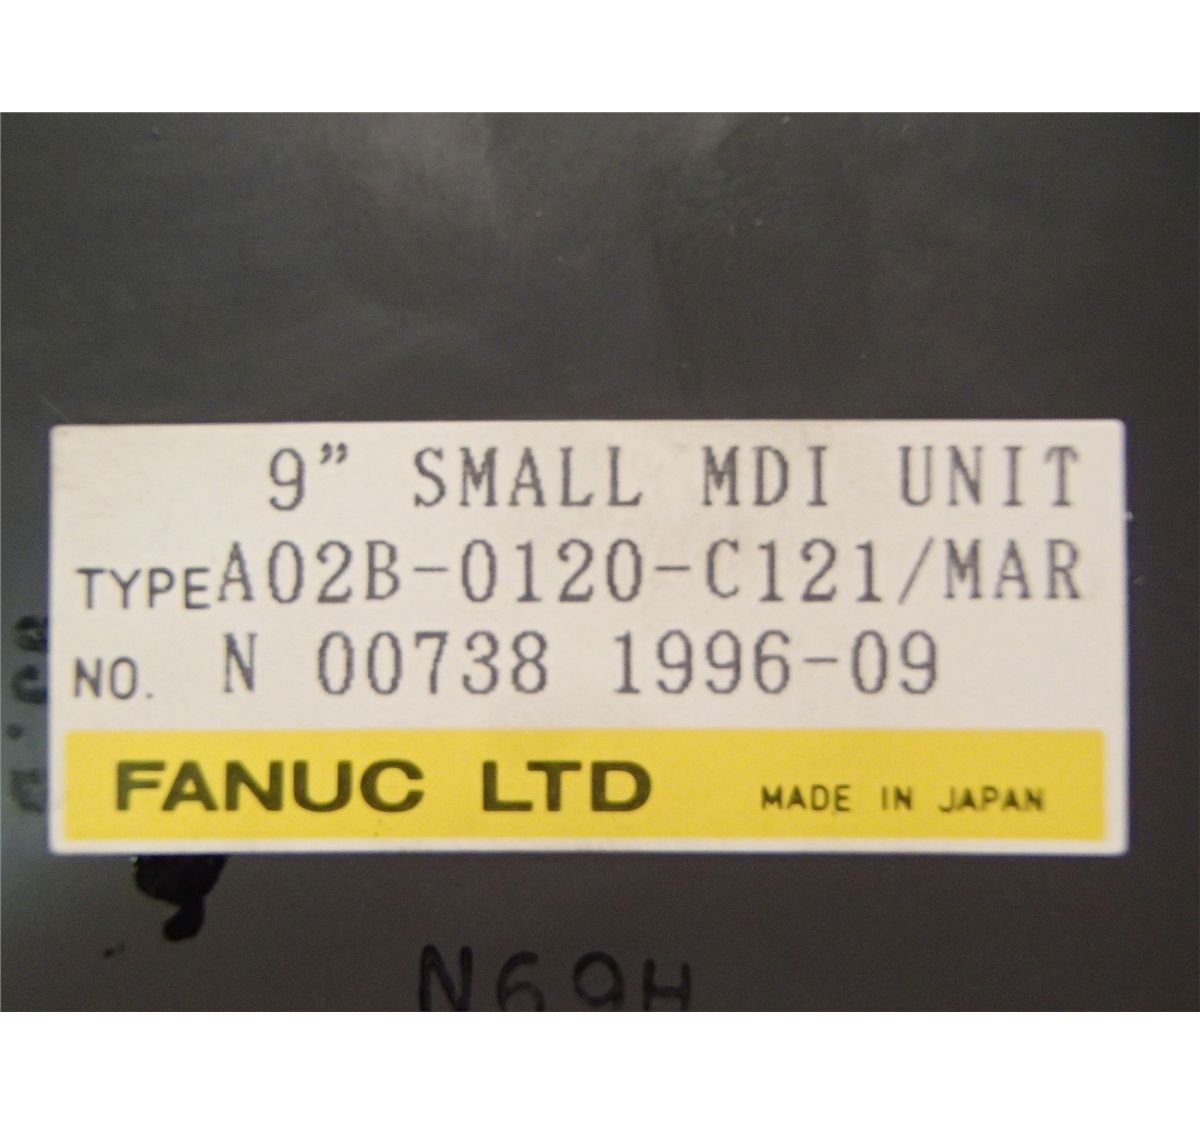 9” SMALL MDI UNIT
TYPE A02B-0120-C121/MAR
NO. N 00738 1996-09
FANUC LTD MADE IN JAPAN
N69H